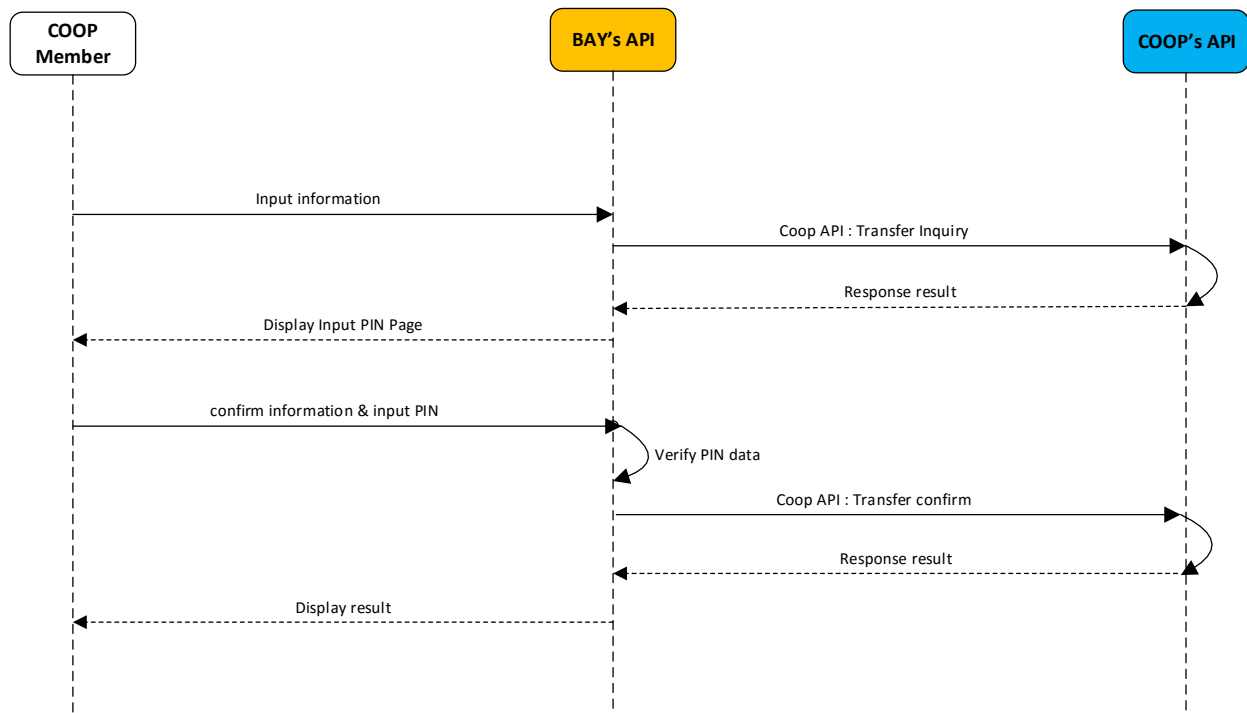 COOP
Member
BAY's API
COOP's API
Input information
Coop API : Transfer Inquiry
Response result
Display Input PIN Page
confirm information & input PIN
Verify PIN data
Coop API : Transfer confirm
Response result
Display result